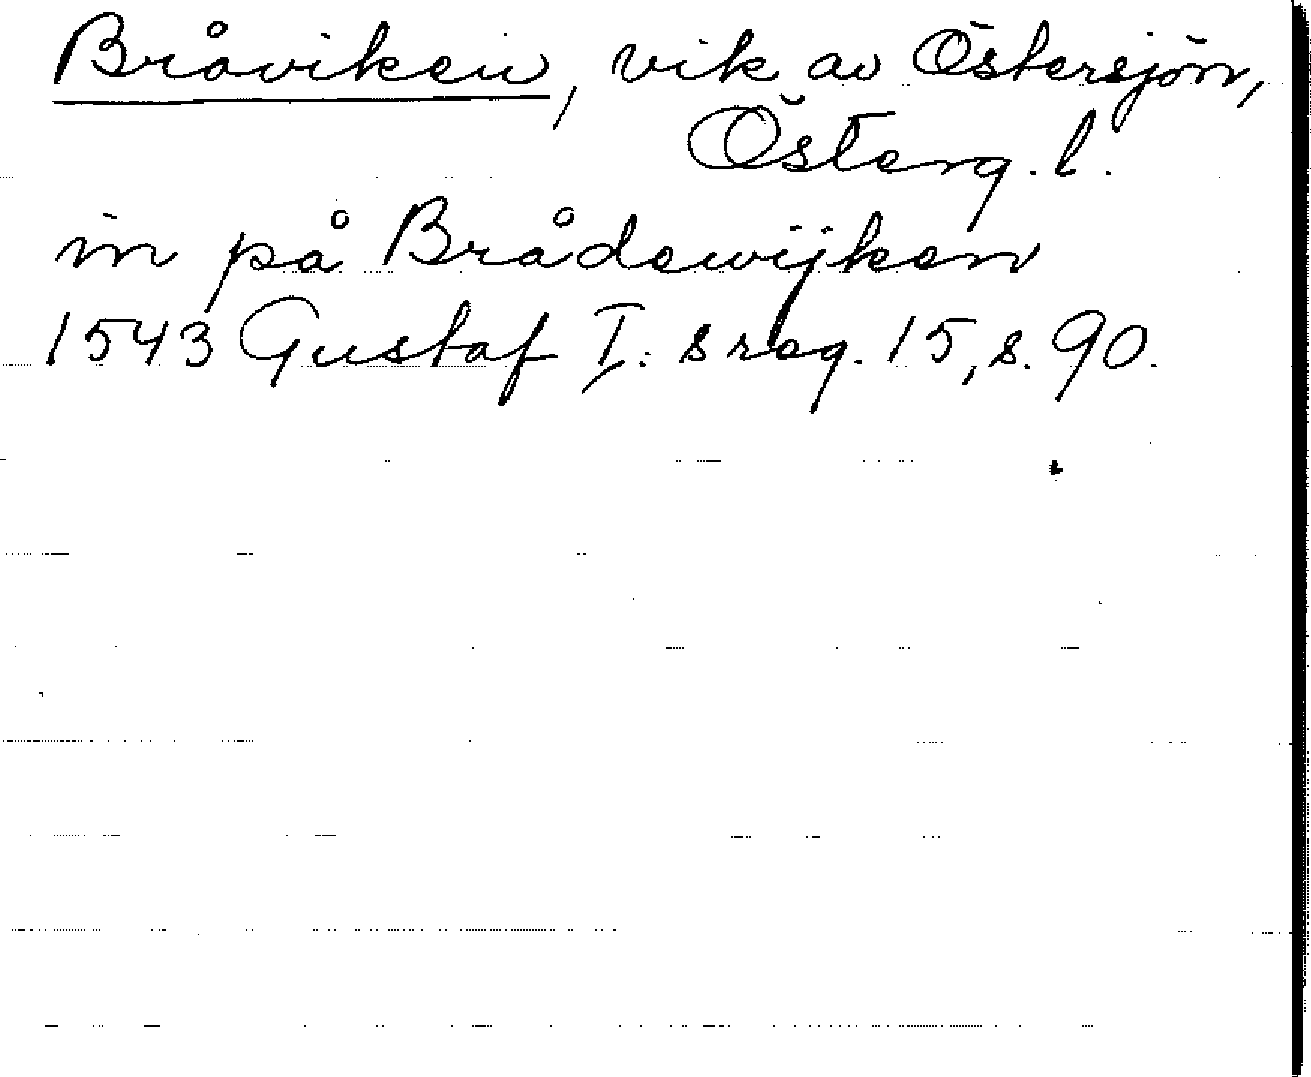 Bråviken, vik av Östersjön,
Österg. l.
in på Brådewijken
1543 Gustaf I: s reg. 15, s. 90.